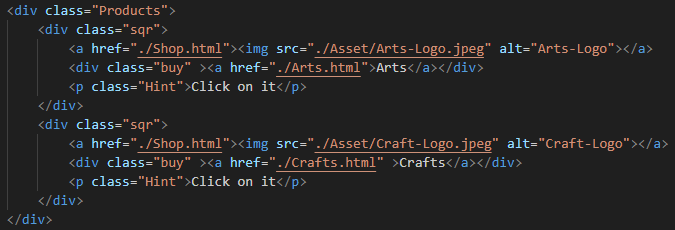 <div class="Products">
    <div class="sqr">
        <a href="./Shop.html"><img src="./Asset/Arts-Logo.jpeg" alt="Arts-Logo"></a>
        <div class="buy" ><a href="./Arts.html">Arts</a></div>
        <p class="Hint">Click on it</p>
    </div>
    <div class="sqr">
        <a href="./Shop.html"><img src="./Asset/Craft-Logo.jpeg" alt="Craft-Logo"></a>
        <div class="buy" ><a href="./Crafts.html" >Crafts</a></div>
        <p class="Hint">Click on it</p>
    </div>
</div>